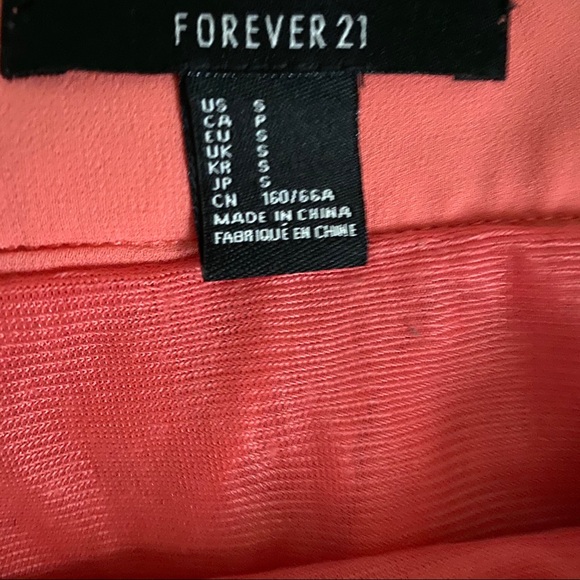 FOREVER 21
US S
CA P
EU S
UK S
KR S
JP S
CN 160/66A
MADE IN CHINA
FABRIQUÉ EN CHINE